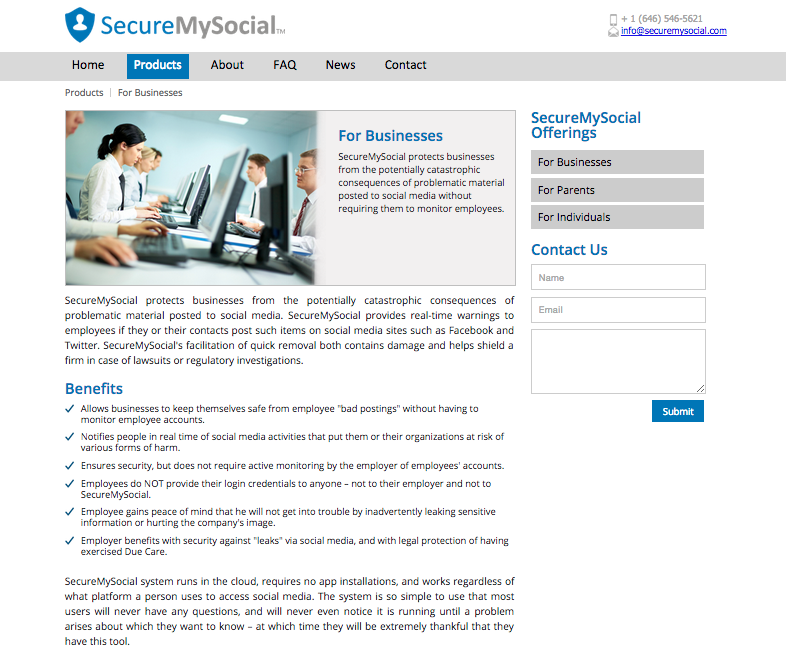 SecureMySocial™
+ 1 (646) 546-5621
info@securemysocial.com
Home
Products
About
FAQ
News
Contact
Products | For Businesses
For Businesses
SecureMySocial protects businesses
from the potentially catastrophic
consequences of problematic material
posted to social media without
requiring them to monitor employees.
SecureMySocial protects businesses from the potentially catastrophic consequences of
problematic material posted to social media. SecureMySocial provides real-time warnings to
employees if they or their contacts post such items on social media sites such as Facebook and
Twitter. SecureMySocial's facilitation of quick removal both contains damage and helps shield a
firm in case of lawsuits or regulatory investigations.
Benefits
Allows businesses to keep themselves safe from employee "bad postings" without having to
monitor employee accounts.
Notifies people in real time of social media activities that put them or their organizations at risk of
various forms of harm.
Ensures security, but does not require active monitoring by the employer of employees' accounts.
Employees do NOT provide their login credentials to anyone – not to their employer and not to
SecureMySocial.
Employee gains peace of mind that he will not get into trouble by inadvertently leaking sensitive
information or hurting the company's image.
Employer benefits with security against "leaks" via social media, and with legal protection of having
exercised Due Care.
SecureMySocial system runs in the cloud, requires no app installations, and works regardless of
what platform a person uses to access social media. The system is so simple to use that most
users will never have any questions, and will never even notice it is running until a problem
arises about which they want to know – at which time they will be extremely thankful that they
have this tool.
SecureMySocial
Offerings
For Businesses
For Parents
For Individuals
Contact Us
Name
Email
Submit